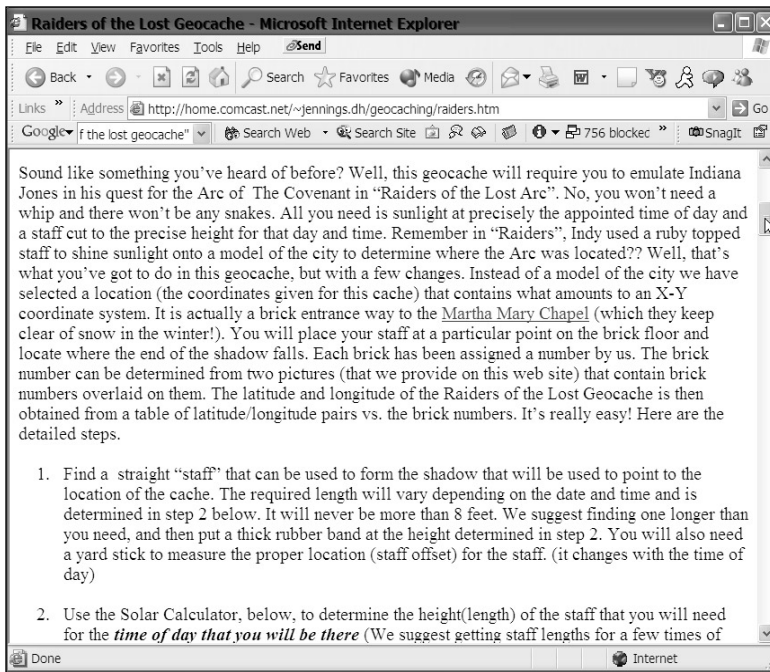 Raiders of the Lost Geocache - Microsoft Internet Explorer
File Edit View Favorites Tools Help Send
Back Search Favorites Media
Links » Address http://home.comcast.net/~jennings.dh/geocaching/raiders.htm Go
Google f the lost geocache" Search Web Search Site 756 blocked » SnagIt
Sound like something you've heard of before? Well, this geocache will require you to emulate Indiana
Jones in his quest for the Arc of The Covenant in "Raiders of the Lost Arc". No, you won't need a
whip and there won't be any snakes. All you need is sunlight at precisely the appointed time of day and
a staff cut to the precise height for that day and time. Remember in "Raiders", Indy used a ruby topped
staff to shine sunlight onto a model of the city to determine where the Arc was located?? Well, that's
what you've got to do in this geocache, but with a few changes. Instead of a model of the city we have
selected a location (the coordinates given for this cache) that contains what amounts to an X-Y
coordinate system. It is actually a brick entrance way to the Martha Mary Chapel (which they keep
clear of snow in the winter!). You will place your staff at a particular point on the brick floor and
locate where the end of the shadow falls. Each brick has been assigned a number by us. The brick
number can be determined from two pictures (that we provide on this web site) that contain brick
numbers overlaid on them. The latitude and longitude of the Raiders of the Lost Geocache is then
obtained from a table of latitude/longitude pairs vs. the brick numbers. It's really easy! Here are the
detailed steps.
1. Find a straight "staff" that can be used to form the shadow that will be used to point to the
location of the cache. The required length will vary depending on the date and time and is
determined in step 2 below. It will never be more than 8 feet. We suggest finding one longer than
you need, and then put a thick rubber band at the height determined in step 2. You will also need
a yard stick to measure the proper location (staff offset) for the staff. (it changes with the time of
day)
2. Use the Solar Calculator, below, to determine the height(length) of the staff that you will need
for the time of day that you will be there (We suggest getting staff lengths for a few times of
Done Internet